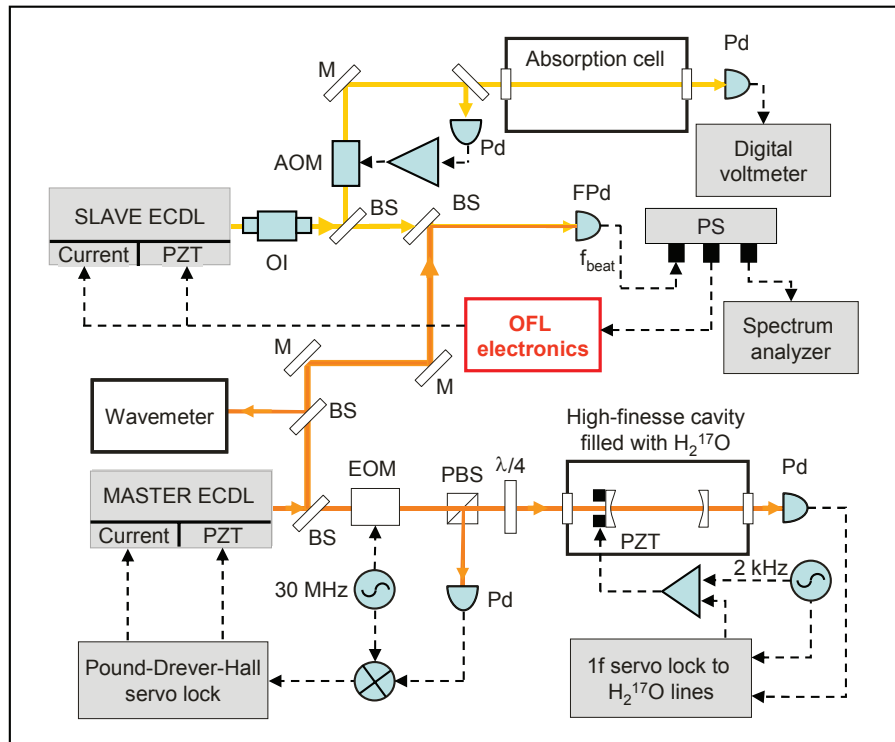 M
Absorption cell
Pd
Pd
AOM
Digital
voltmeter
SLAVE ECDL
Current
PZT
OI
BS
BS
FPd
f_beat
PS
OFL
electronics
Spectrum
analyzer
M
M
BS
Wavemeter
High-finesse cavity
filled with H₂¹⁷O
MASTER ECDL
Current
PZT
BS
EOM
PBS
λ/4
Pd
PZT
30 MHz
Pd
2 kHz
Pound-Drever-Hall
servo lock
1f servo lock to
H₂¹⁷O lines